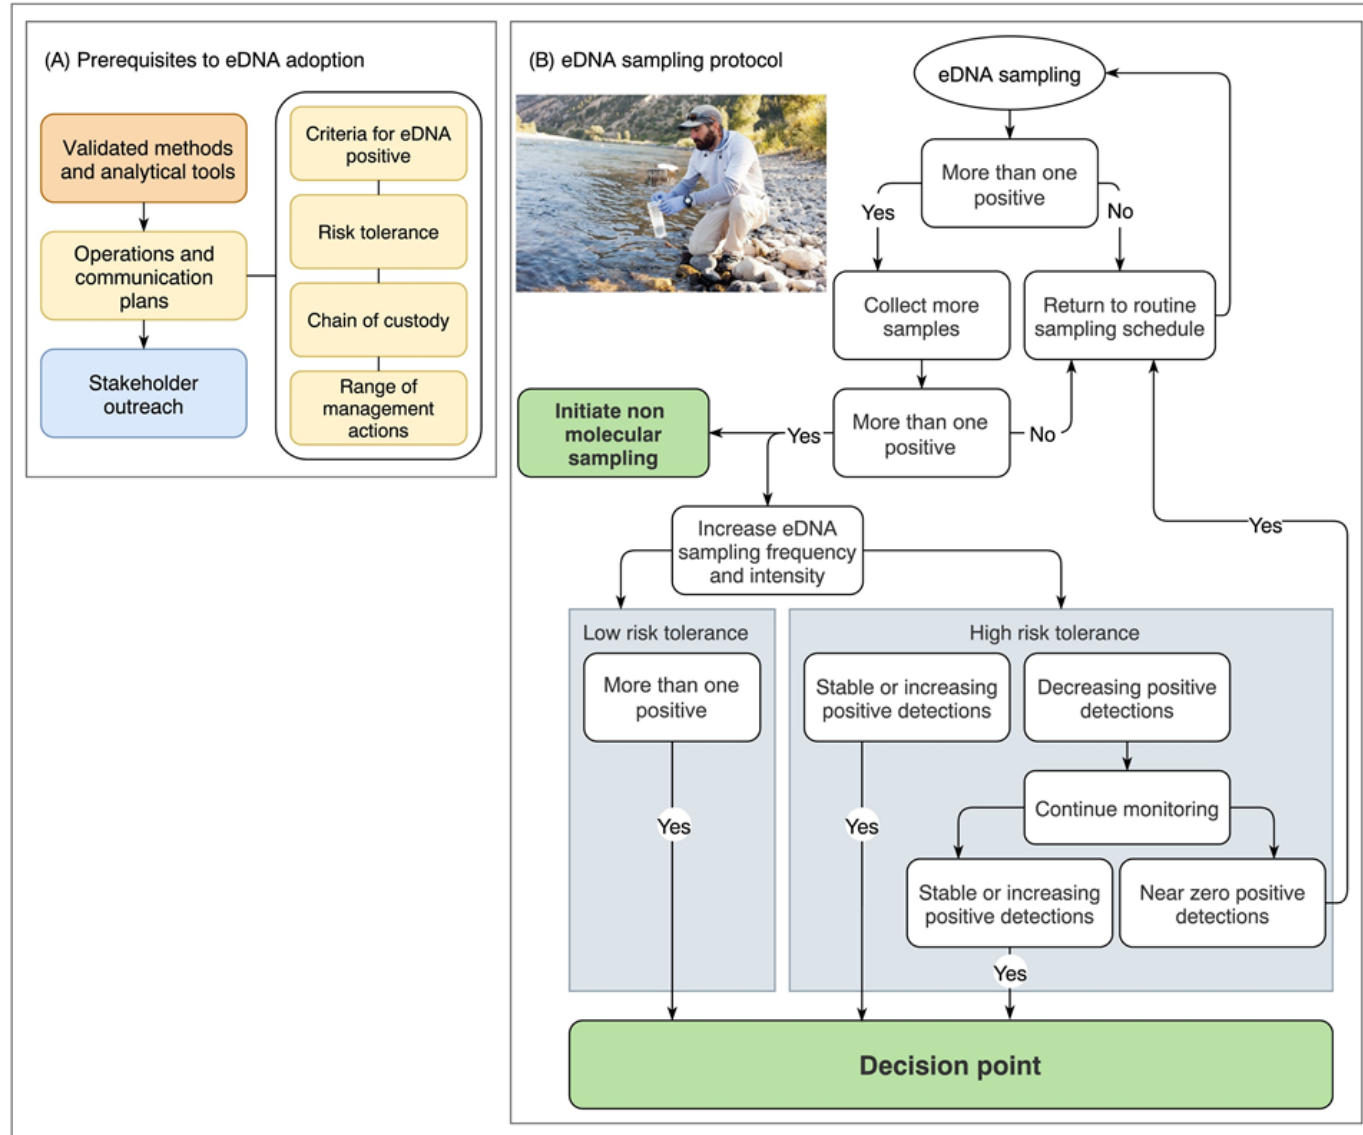 (A) Prerequisites to eDNA adoption
Validated methods
and analytical tools
Operations and
communication
plans
Stakeholder
outreach
Criteria for eDNA
positive
Risk tolerance
Chain of custody
Range of
management
actions
(B) eDNA sampling protocol
eDNA sampling
More than one
positive
Yes
No
Collect more
samples
Return to routine
sampling schedule
More than one
positive
Yes
No
Initiate non
molecular
sampling
Increase eDNA
sampling frequency
and intensity
Yes
Low risk tolerance
More than one
positive
Yes
High risk tolerance
Stable or increasing
positive detections
Yes
Decreasing positive
detections
Continue monitoring
Stable or increasing
positive detections
Near zero positive
detections
Yes
Decision point